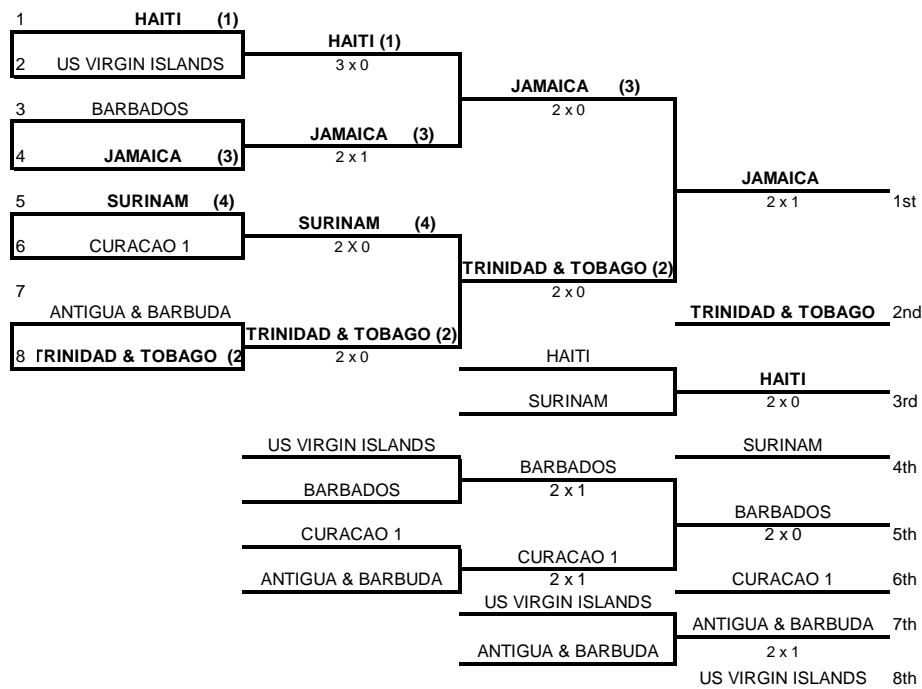 1 HAITI (1)
HAITI (1)
2 US VIRGIN ISLANDS
3 x 0
JAMAICA (3)
2 x 0
3 BARBADOS
JAMAICA (3)
4 JAMAICA (3)
2 x 1
JAMAICA
2 x 1
1st
5 SURINAM (4)
SURINAM (4)
6 CURACAO 1
2 X 0
TRINIDAD & TOBAGO (2)
2 x 0
7
ANTIGUA & BARBUDA
TRINIDAD & TOBAGO 2nd
TRINIDAD & TOBAGO (2)
8 TRINIDAD & TOBAGO (2
2 x 0
HAITI
HAITI
SURINAM
2 x 0
3rd
US VIRGIN ISLANDS
SURINAM
4th
BARBADOS
BARBADOS
2 x 1
BARBADOS
2 x 0
5th
CURACAO 1
CURACAO 1
ANTIGUA & BARBUDA
2 x 1
CURACAO 1 6th
US VIRGIN ISLANDS
ANTIGUA & BARBUDA 7th
ANTIGUA & BARBUDA
2 x 1
US VIRGIN ISLANDS 8th